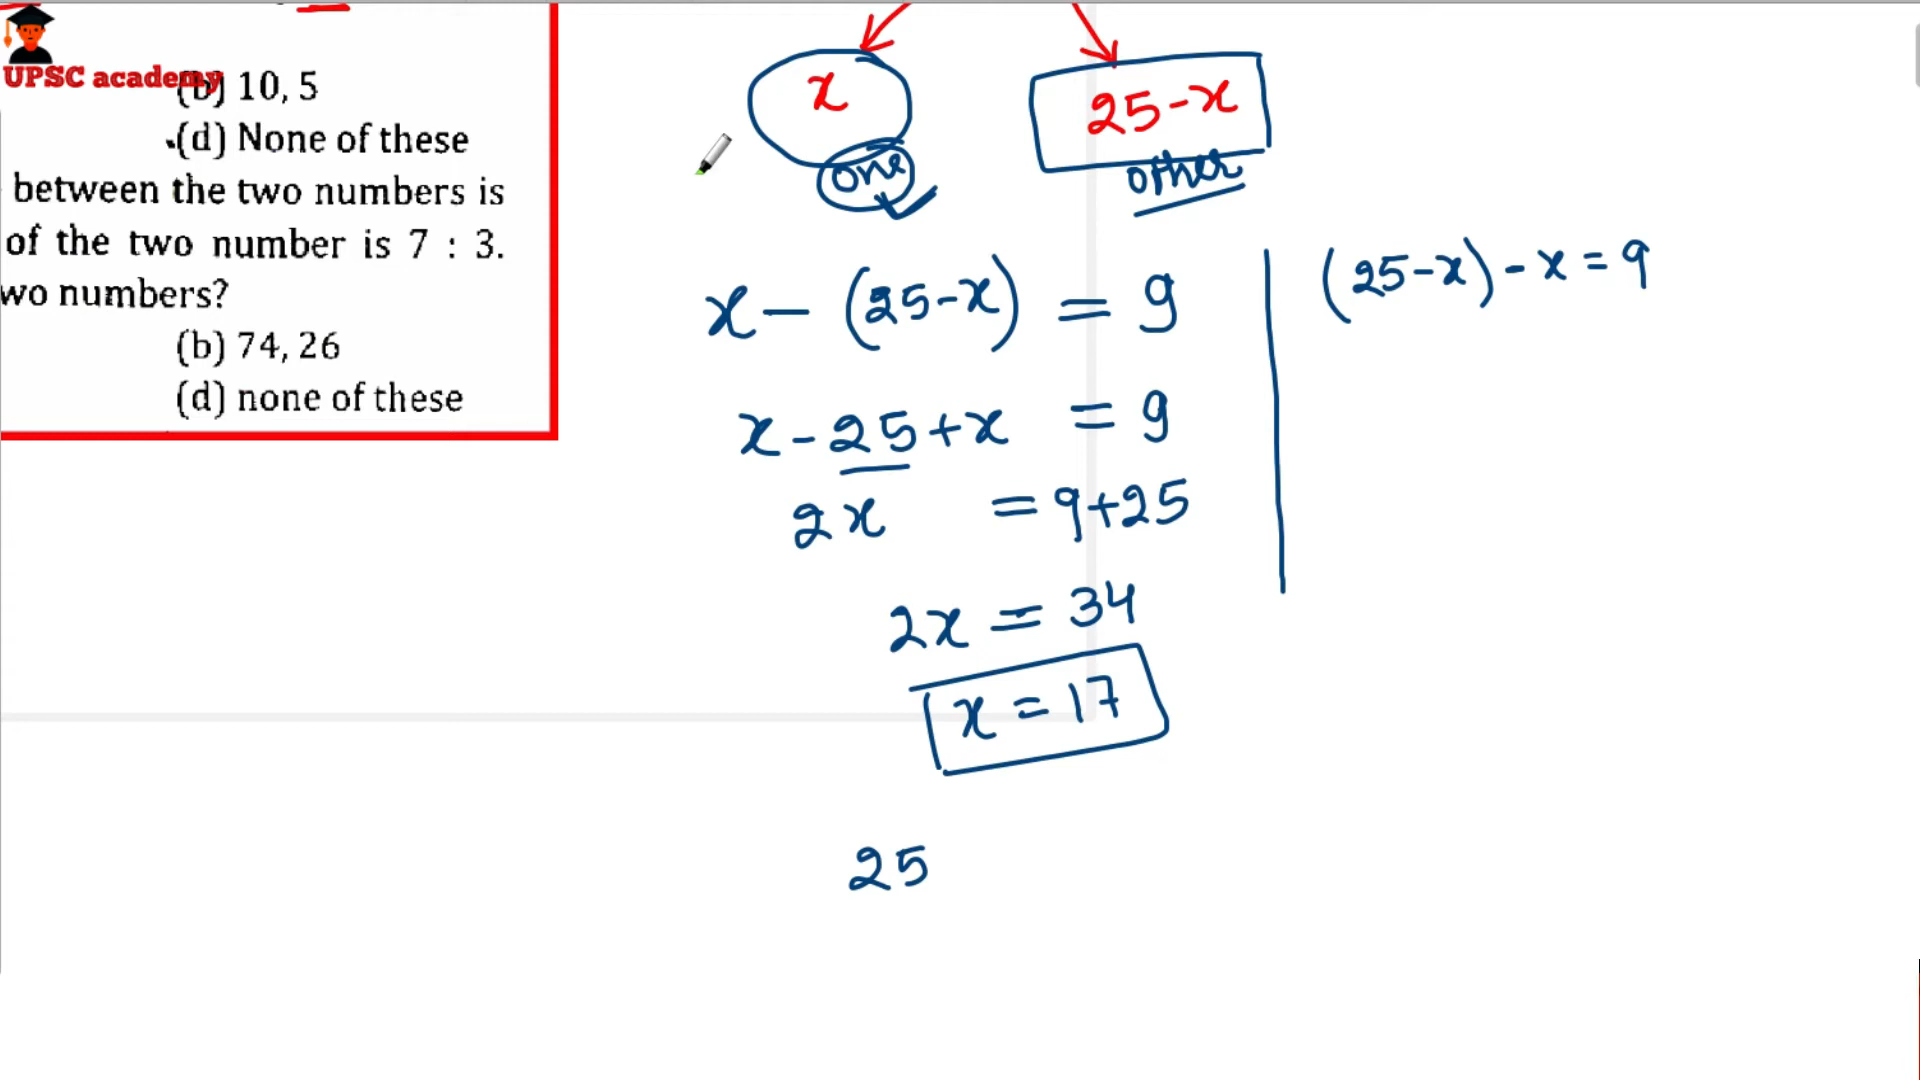 UPSC academy
(b) 10, 5
(d) None of these
between the two numbers is
of the two number is 7 : 3.
wo numbers?
(b) 74, 26
(d) none of these
x
25-x
one
other
x - (25-x) = 9
x - 25 + x = 9
2x = 9+25
2x = 34
x = 17
25
(25-x) - x = 9